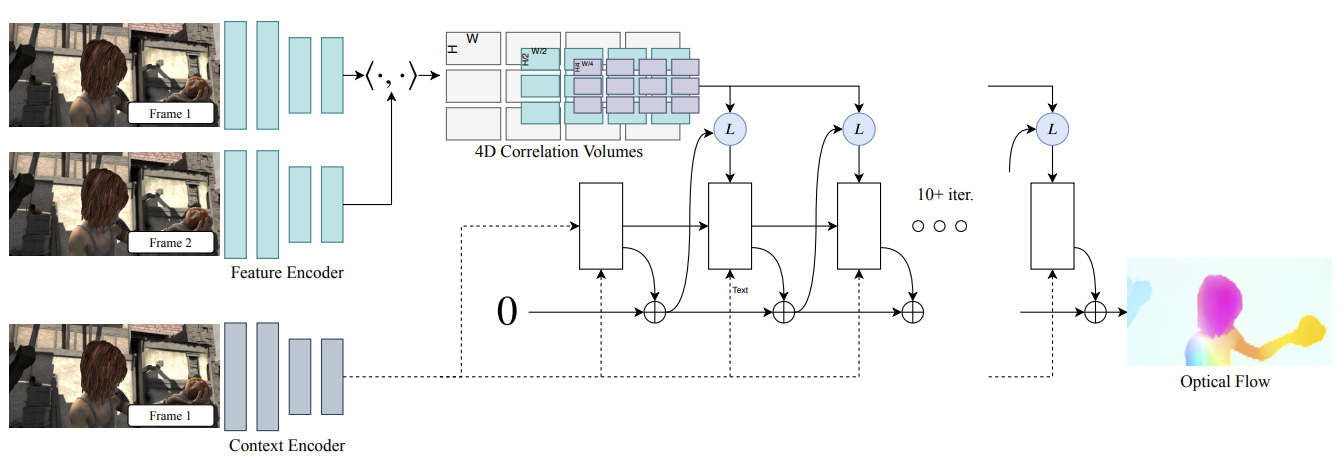 Frame 1
Frame 2
Feature Encoder
Frame 1
Context Encoder
⟨·, ·⟩
H
W
H/2
W/2
H/4
W/4
4D Correlation Volumes
L
L
L
10+ iter.
Text
0
Optical Flow